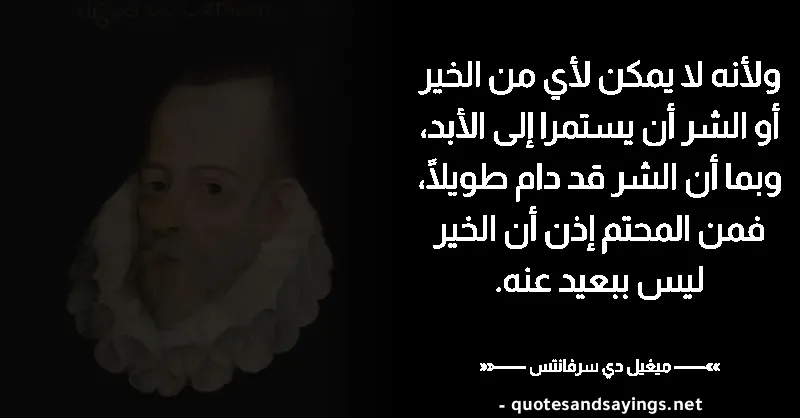 ولأنه لا يمكن لأي من الخير
أو الشر أن يستمرا إلى الأبد،
وبما أن الشر قد دام طويلاً،
فمن المحتم إذن أن الخير
ليس ببعيد عنه.
»—— ميغيل دي سرفانتس ——»«
- quotesandsayings.net